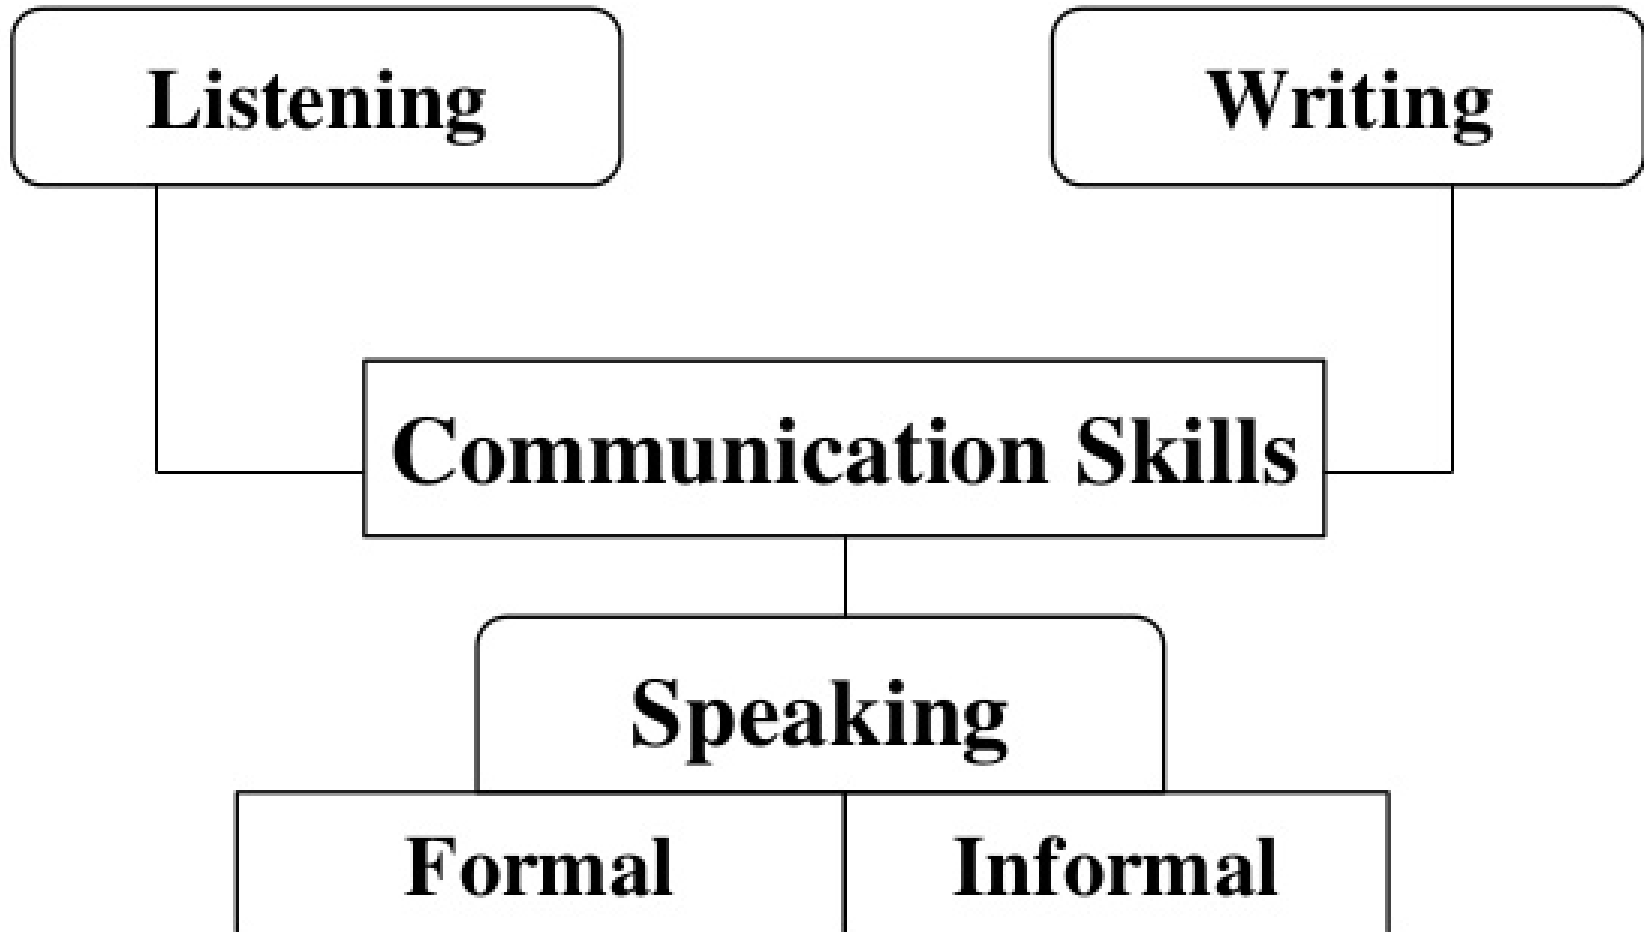 Listening
Writing
Communication Skills
Speaking
Formal
Informal